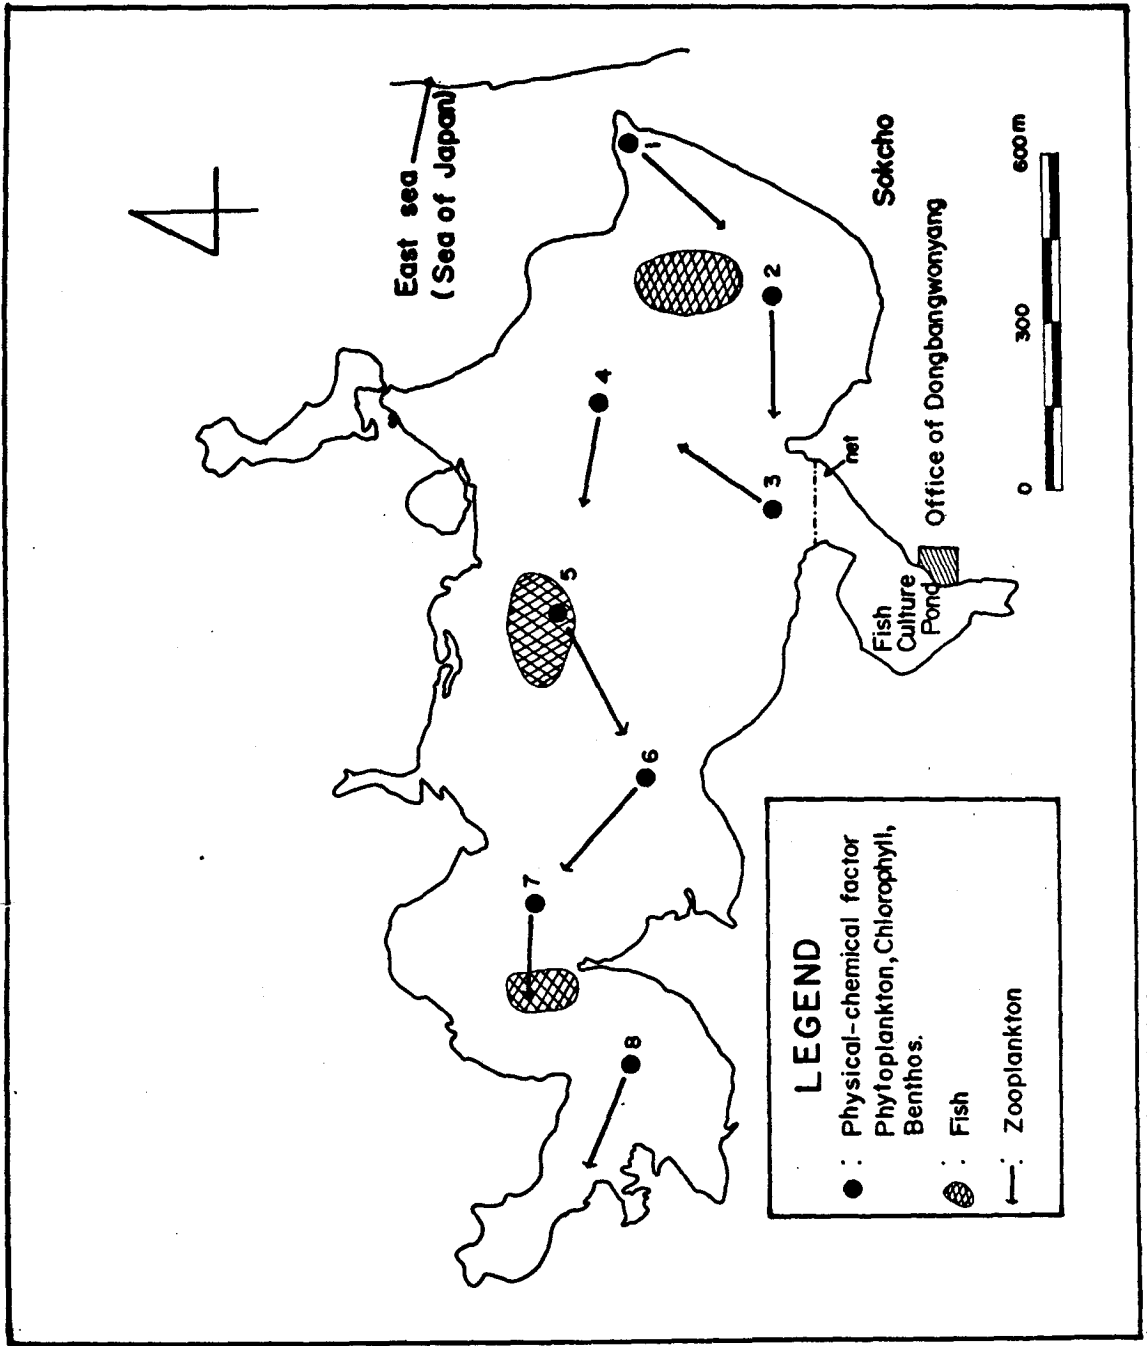 East sea
(Sea of Japan)
1
2
3
4
5
6
7
8
Sokcho
net
Fish
Culture
Pond
Office of Dongbangwonyang
0 300 600m
LEGEND
: Physical-chemical factor
Phytoplankton, Chlorophyll,
Benthos.
: Fish
: Zooplankton